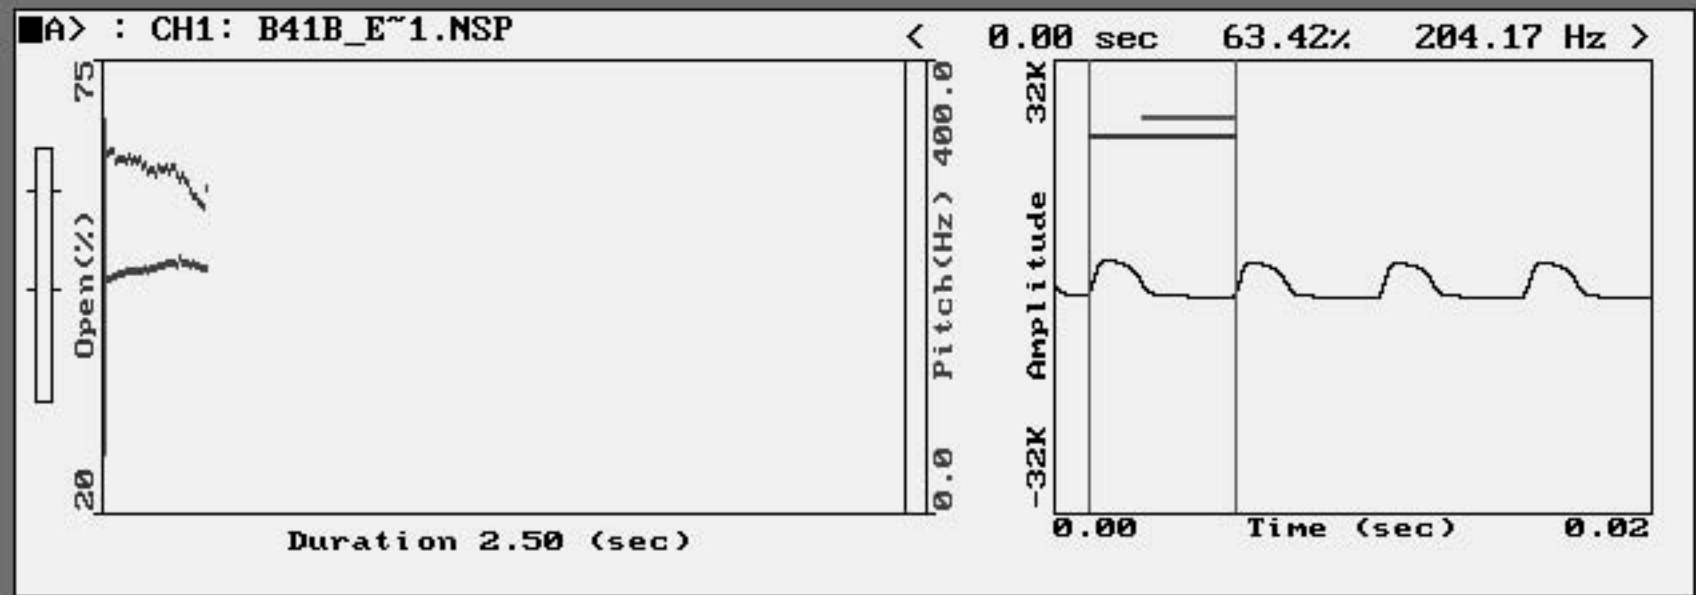 A> : CH1: B41B_E~1.NSP
< 0.00 sec 63.42% 204.17 Hz >
75
Open(%)
20
Duration 2.50 (sec)
400.0
Pitch(Hz)
0.0
32K
Amplitude
-32K
0.00 Time (sec) 0.02